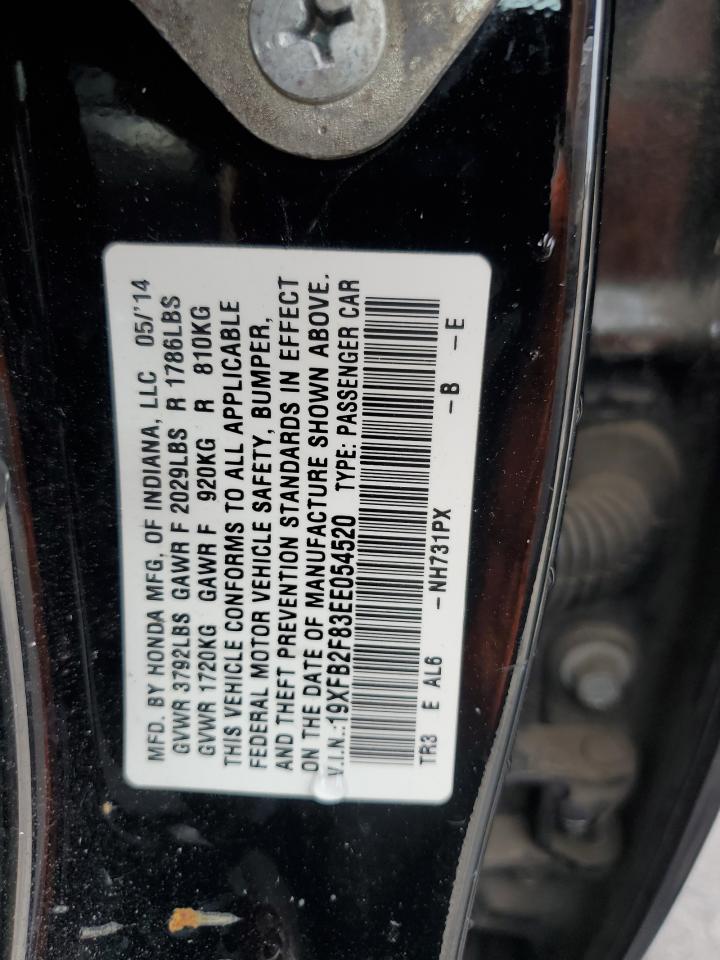 MFD. BY HONDA MFG. OF INDIANA, LLC 05/'14
GVWR 3792LBS GAWR F 2029LBS R 1786LBS
GVWR 1720KG GAWR F 920KG R 810KG
THIS VEHICLE CONFORMS TO ALL APPLICABLE
FEDERAL MOTOR VEHICLE SAFETY, BUMPER,
AND THEFT PREVENTION STANDARDS IN EFFECT
ON THE DATE OF MANUFACTURE SHOWN ABOVE.
V.I.N.:19XFB2F83EE054520 TYPE: PASSENGER CAR
TR3 E AL6 -NH731PX -B -E